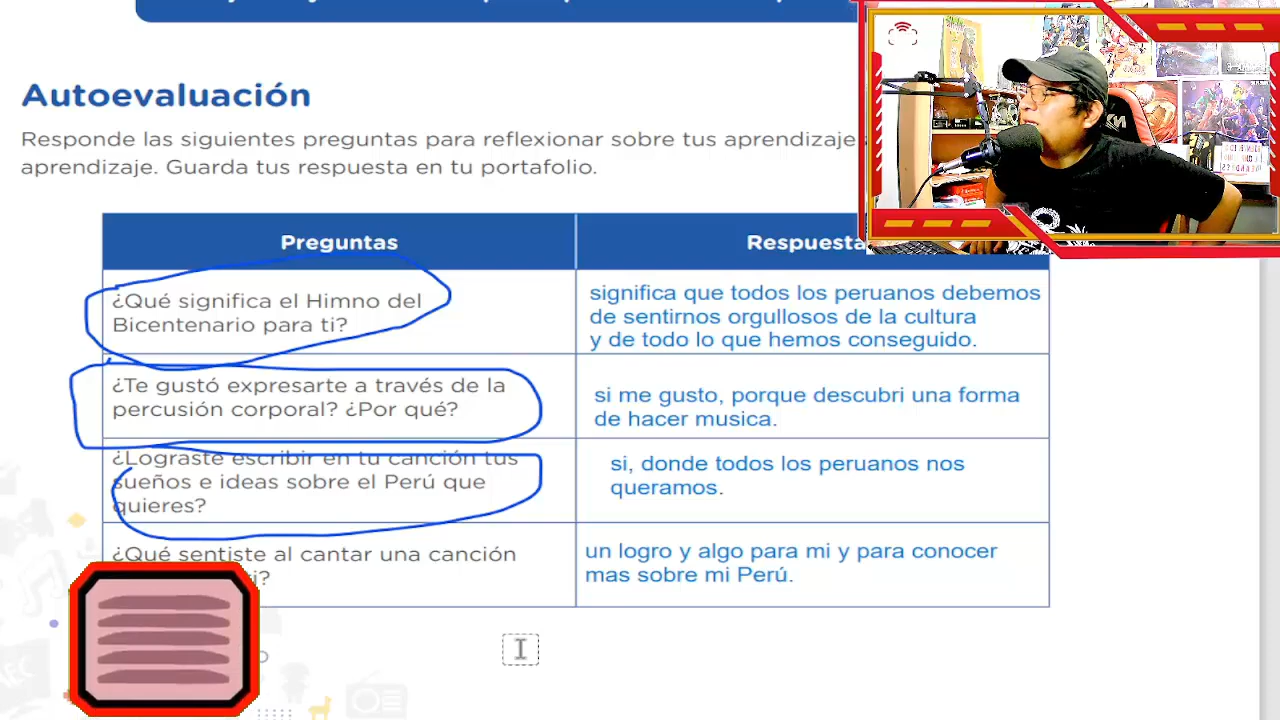 Autoevaluación
Responde las siguientes preguntas para reflexionar sobre tus aprendizaje
aprendizaje. Guarda tus respuesta en tu portafolio.
Preguntas
Respuesta
¿Qué significa el Himno del
Bicentenario para ti?
significa que todos los peruanos debemos
de sentirnos orgullosos de la cultura
y de todo lo que hemos conseguido.
¿Te gustó expresarte a través de la
percusión corporal? ¿Por qué?
si me gusto, porque descubri una forma
de hacer musica.
¿Lograste escribir en tu canción tus
sueños e ideas sobre el Perú que
quieres?
si, donde todos los peruanos nos
queramos.
¿Qué sentiste al cantar una canción
un logro y algo para mi y para conocer
mas sobre mi Perú.